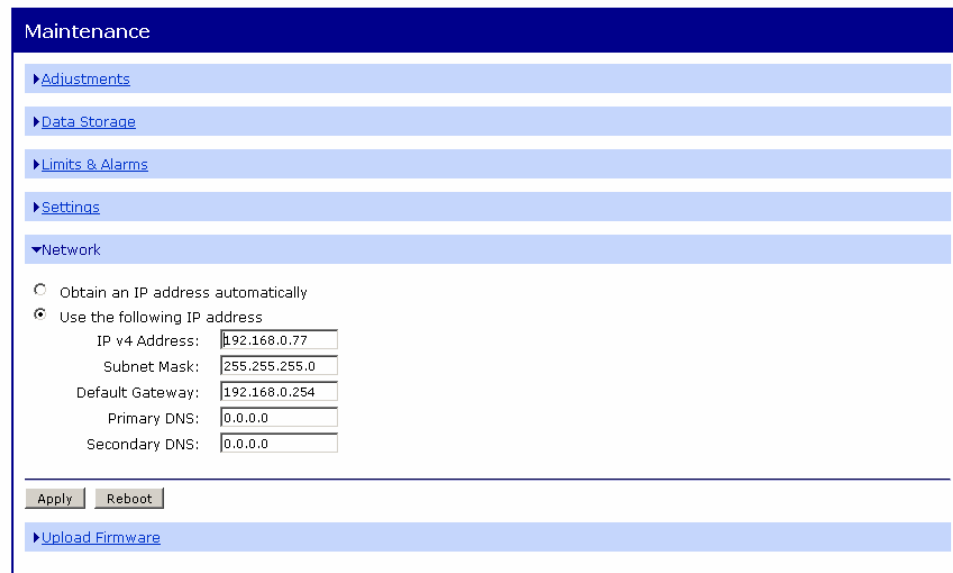 Maintenance
Adjustments
Data Storage
Limits & Alarms
Settings
Network
Obtain an IP address automatically
Use the following IP address
IP v4 Address: 192.168.0.77
Subnet Mask: 255.255.255.0
Default Gateway: 192.168.0.254
Primary DNS: 0.0.0.0
Secondary DNS: 0.0.0.0
Apply Reboot
Upload Firmware